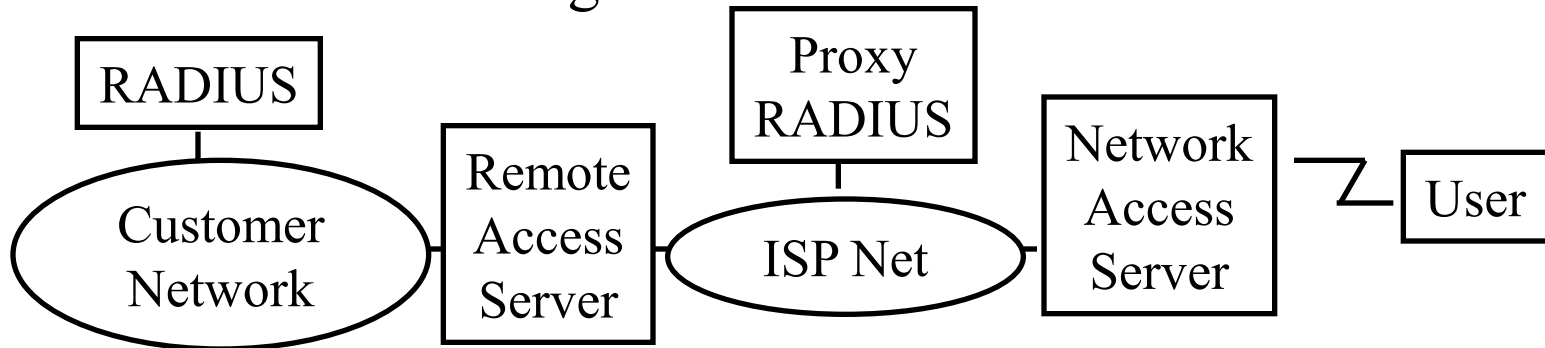 RADIUS
Customer
Network
Remote
Access
Server
Proxy
RADIUS
ISP Net
Network
Access
Server
User